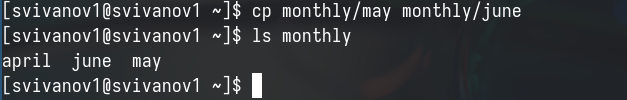 [svivanov1@svivanov1 ~]$ cp monthly/may monthly/june
[svivanov1@svivanov1 ~]$ ls monthly
april  june  may
[svivanov1@svivanov1 ~]$